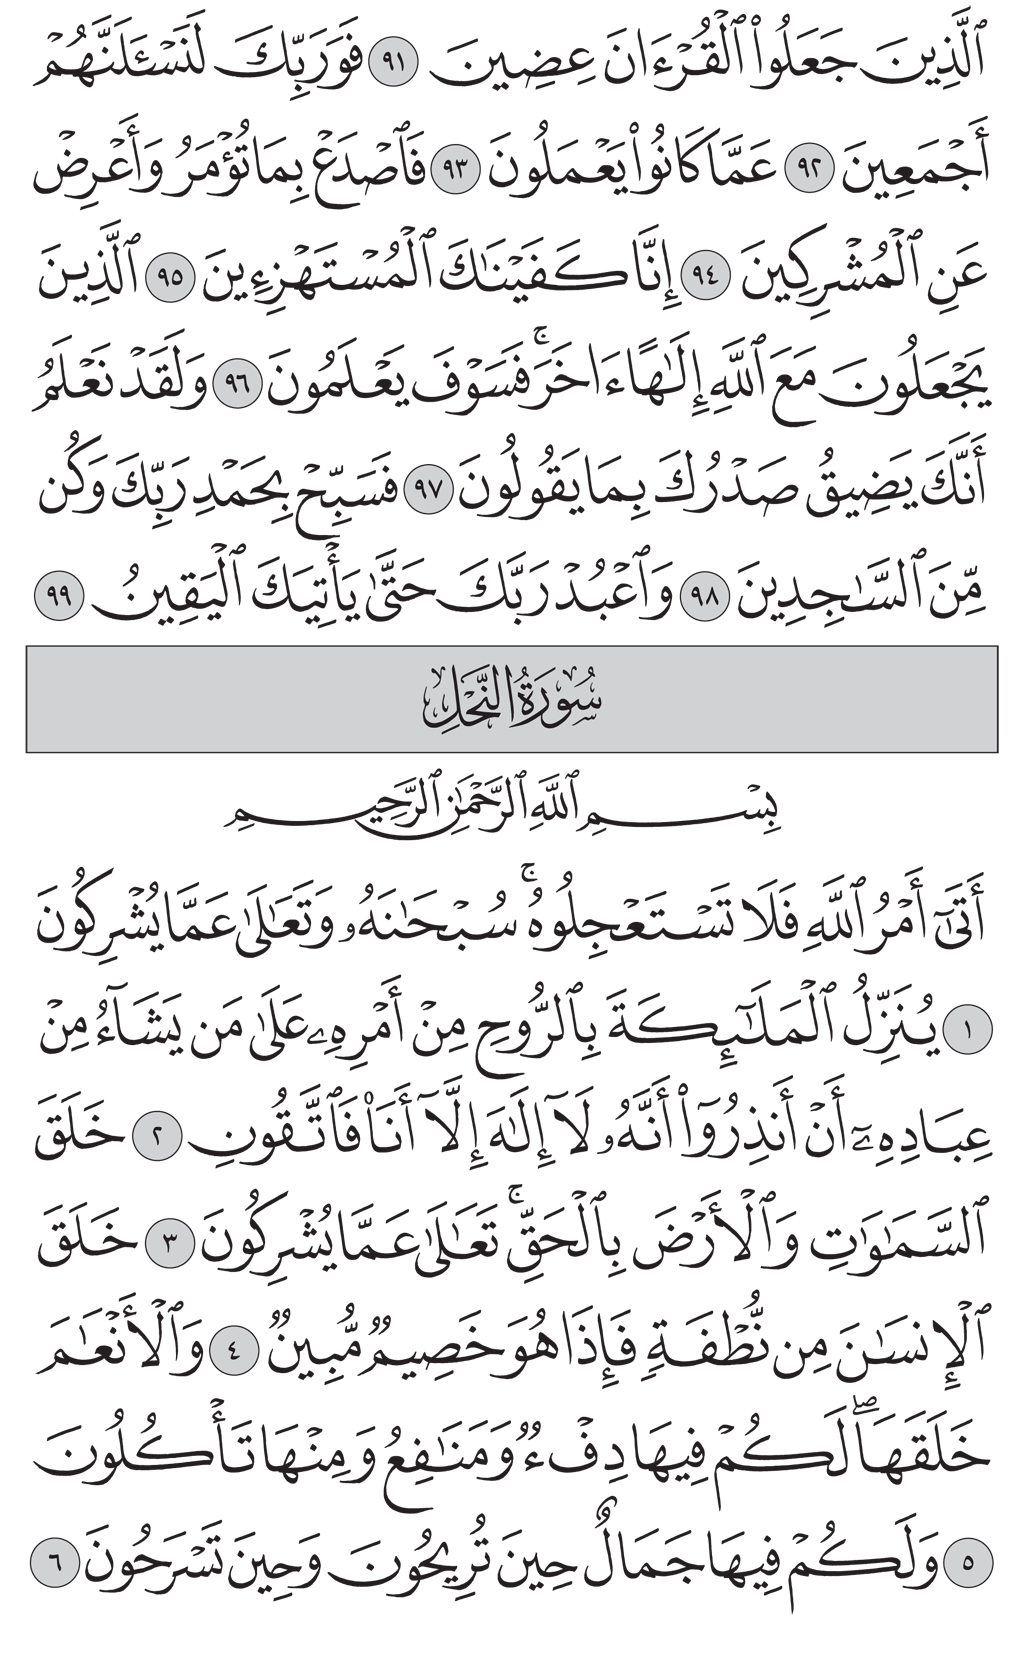 ٱلَّذِينَ جَعَلُوا۟ ٱلْقُرْءَانَ عِضِينَ ٩١ فَوَرَبِّكَ لَنَسْـَٔلَنَّهُمْ
أَجْمَعِينَ ٩٢ عَمَّا كَانُوا۟ يَعْمَلُونَ ٩٣ فَٱصْدَعْ بِمَا تُؤْمَرُ وَأَعْرِضْ
عَنِ ٱلْمُشْرِكِينَ ٩٤ إِنَّا كَفَيْنَٰكَ ٱلْمُسْتَهْزِءِينَ ٩٥ ٱلَّذِينَ
يَجْعَلُونَ مَعَ ٱللَّهِ إِلَٰهًا ءَاخَرَ ۚ فَسَوْفَ يَعْلَمُونَ ٩٦ وَلَقَدْ نَعْلَمُ
أَنَّكَ يَضِيقُ صَدْرُكَ بِمَا يَقُولُونَ ٩٧ فَسَبِّحْ بِحَمْدِ رَبِّكَ وَكُن
مِّنَ ٱلسَّٰجِدِينَ ٩٨ وَٱعْبُدْ رَبَّكَ حَتَّىٰ يَأْتِيَكَ ٱلْيَقِينُ ٩٩
سُورَةُ النَّحْلِ
بِسْمِ ٱللَّهِ ٱلرَّحْمَٰنِ ٱلرَّحِيمِ
أَتَىٰٓ أَمْرُ ٱللَّهِ فَلَا تَسْتَعْجِلُوهُ ۚ سُبْحَٰنَهُۥ وَتَعَٰلَىٰ عَمَّا يُشْرِكُونَ
١ يُنَزِّلُ ٱلْمَلَٰٓئِكَةَ بِٱلرُّوحِ مِنْ أَمْرِهِۦ عَلَىٰ مَن يَشَآءُ مِنْ
عِبَادِهِۦٓ أَنْ أَنذِرُوٓا۟ أَنَّهُۥ لَآ إِلَٰهَ إِلَّآ أَنَا۠ فَٱتَّقُونِ ٢ خَلَقَ
ٱلسَّمَٰوَٰتِ وَٱلْأَرْضَ بِٱلْحَقِّ ۚ تَعَٰلَىٰ عَمَّا يُشْرِكُونَ ٣ خَلَقَ
ٱلْإِنسَٰنَ مِن نُّطْفَةٍ فَإِذَا هُوَ خَصِيمٌ مُّبِينٌ ٤ وَٱلْأَنْعَٰمَ
خَلَقَهَا ۗ لَكُمْ فِيهَا دِفْءٌ وَمَنَٰفِعُ وَمِنْهَا تَأْكُلُونَ
٥ وَلَكُمْ فِيهَا جَمَالٌ حِينَ تُرِيحُونَ وَحِينَ تَسْرَحُونَ ٦